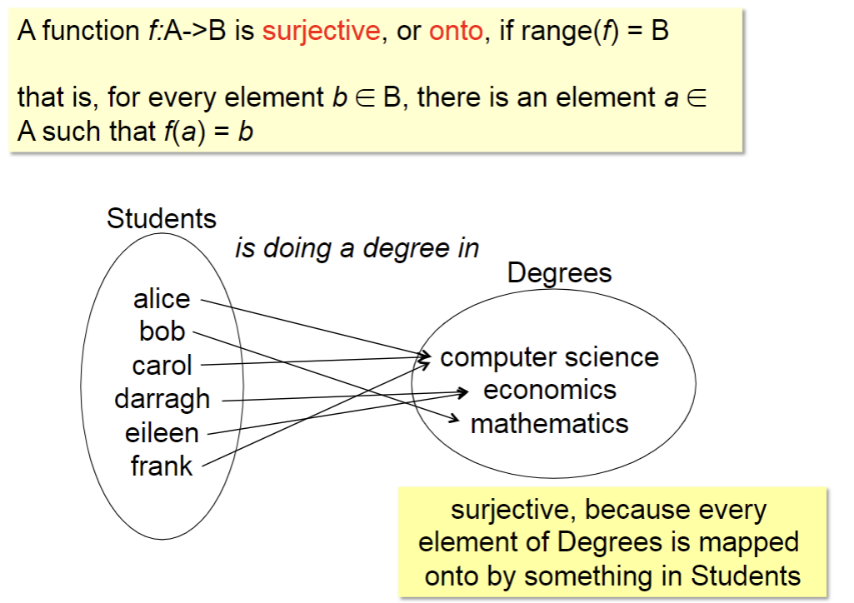 A function f:A->B is surjective, or onto, if range(f) = B
that is, for every element b ∈ B, there is an element a ∈
A such that f(a) = b
Students
is doing a degree in
Degrees
alice
bob
carol
darragh
eileen
frank
computer science
economics
mathematics
surjective, because every
element of Degrees is mapped
onto by something in Students